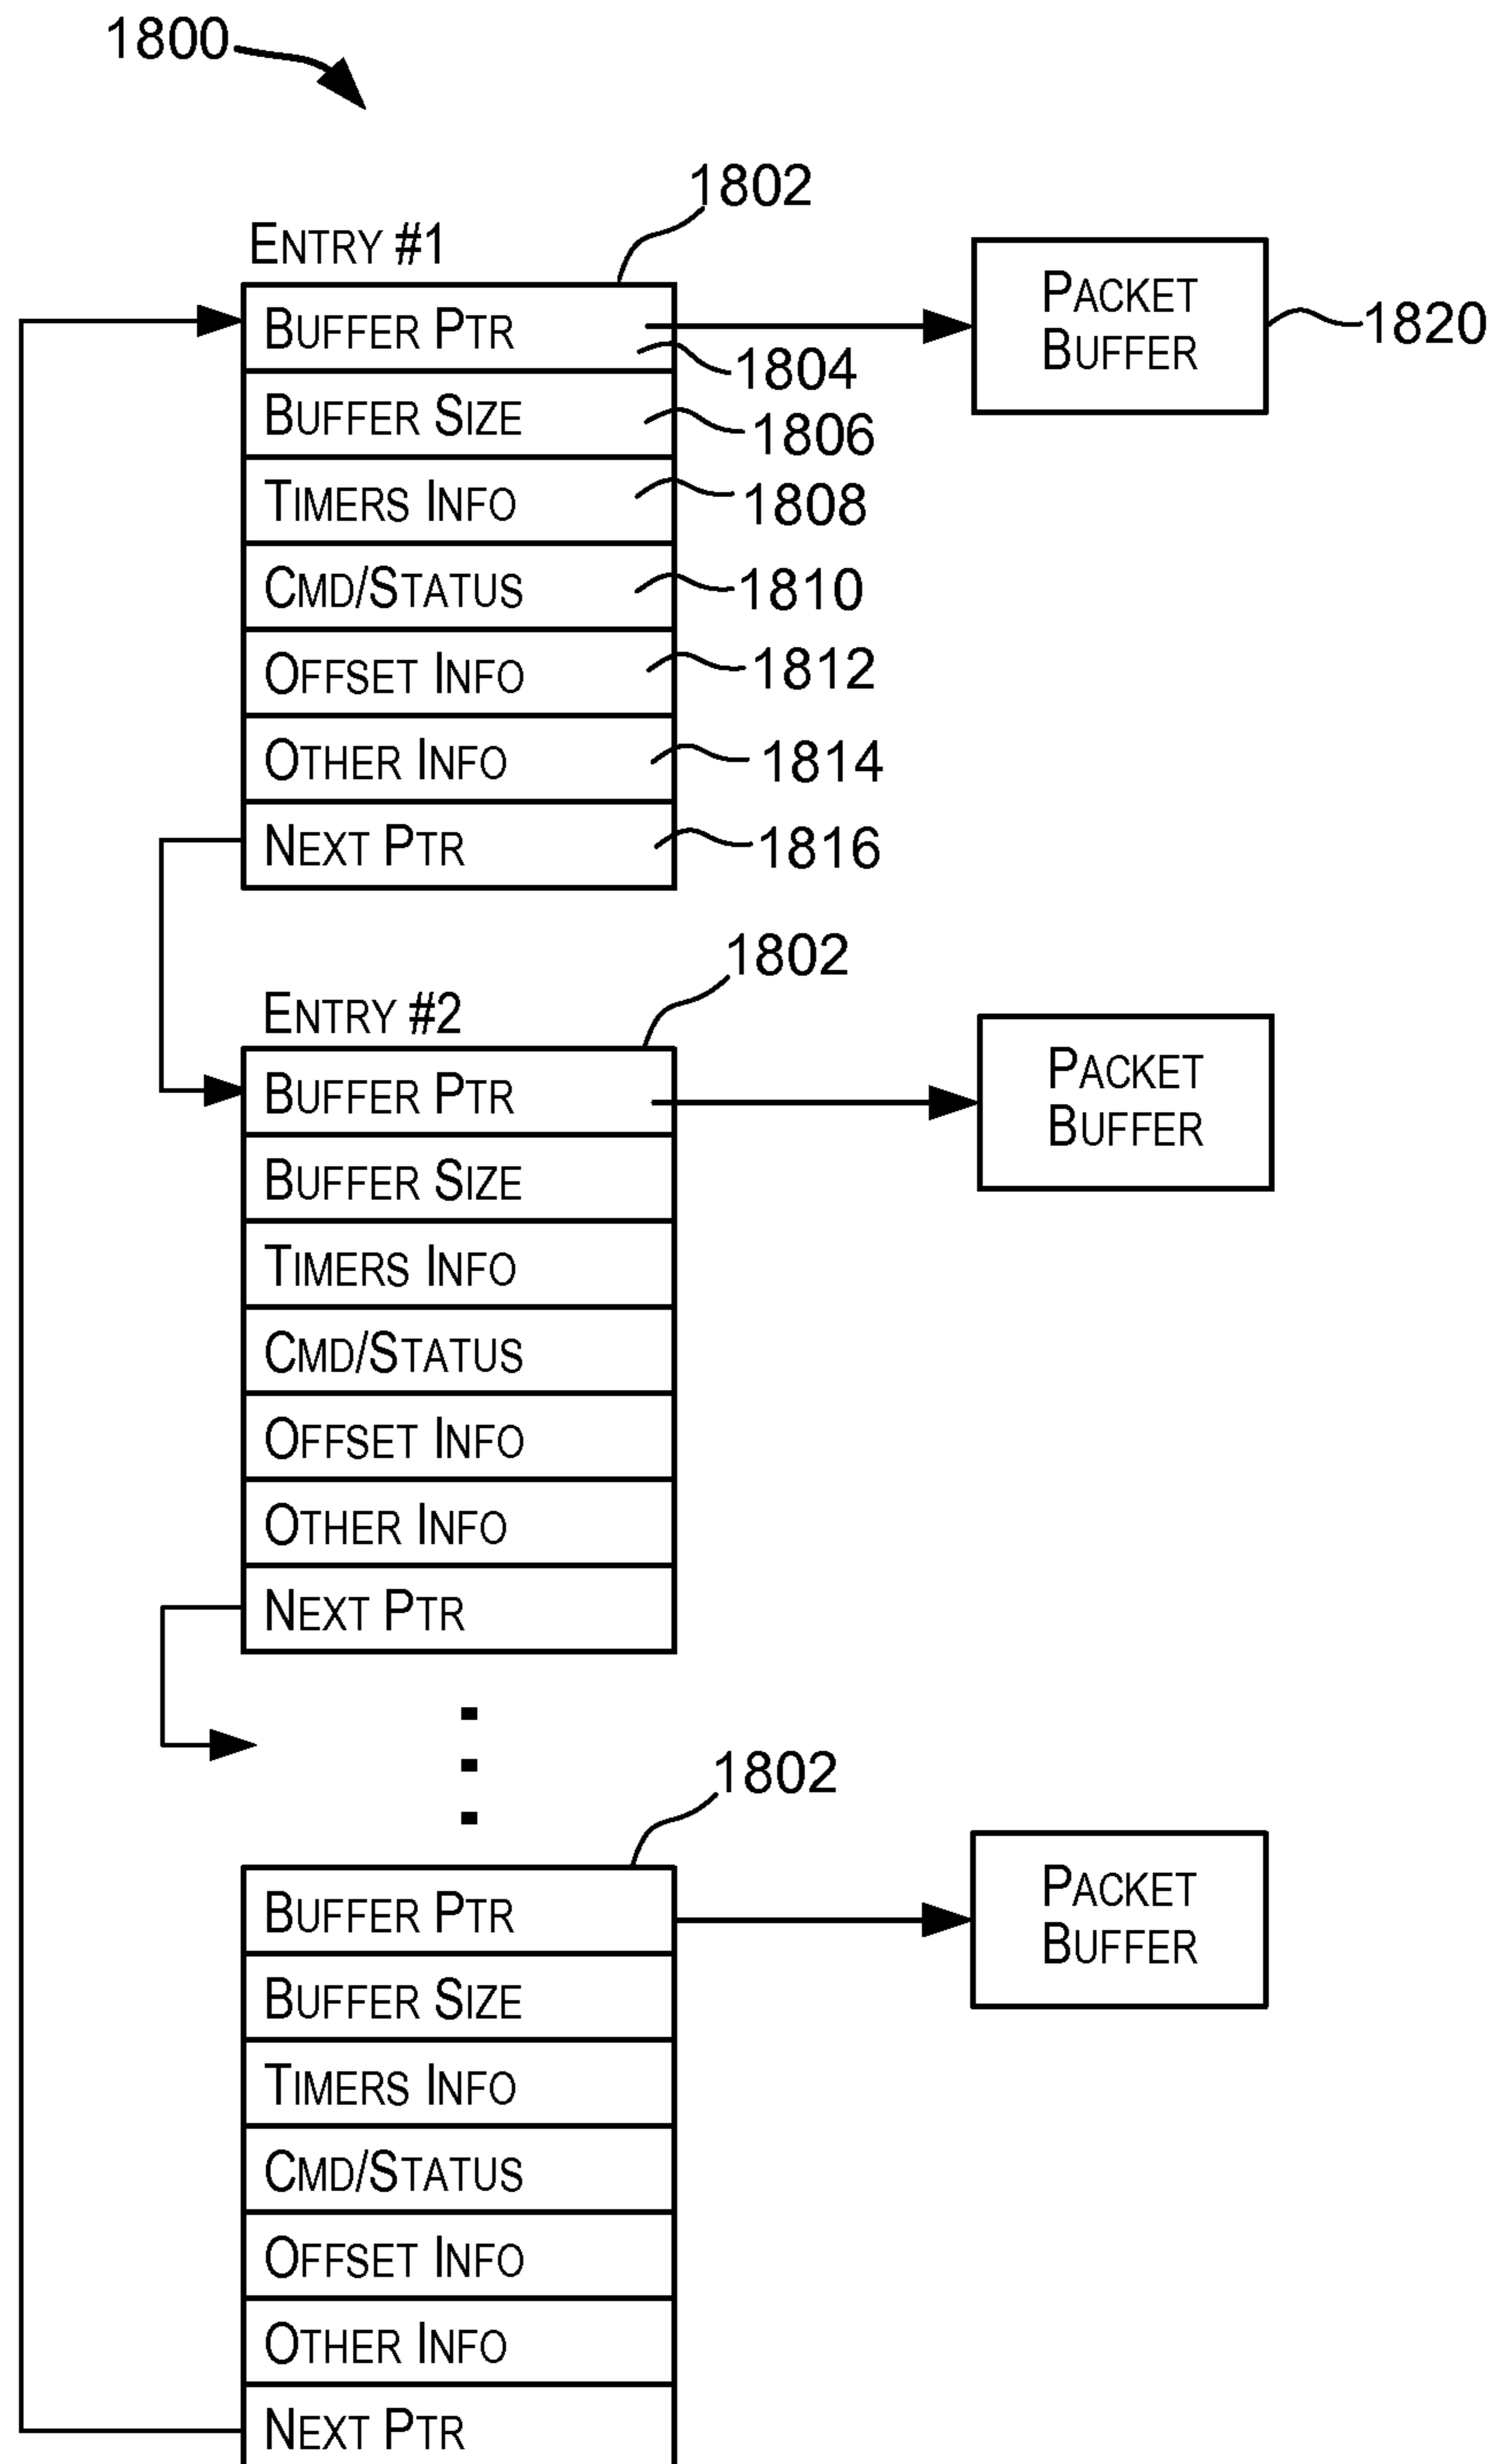 1800
1802
ENTRY #1
BUFFER PTR
1804
PACKET
BUFFER
1820
BUFFER SIZE
1806
TIMERS INFO
1808
CMD/STATUS
1810
OFFSET INFO
1812
OTHER INFO
1814
NEXT PTR
1816
1802
ENTRY #2
BUFFER PTR
PACKET
BUFFER
BUFFER SIZE
TIMERS INFO
CMD/STATUS
OFFSET INFO
OTHER INFO
NEXT PTR
1802
BUFFER PTR
PACKET
BUFFER
BUFFER SIZE
TIMERS INFO
CMD/STATUS
OFFSET INFO
OTHER INFO
NEXT PTR